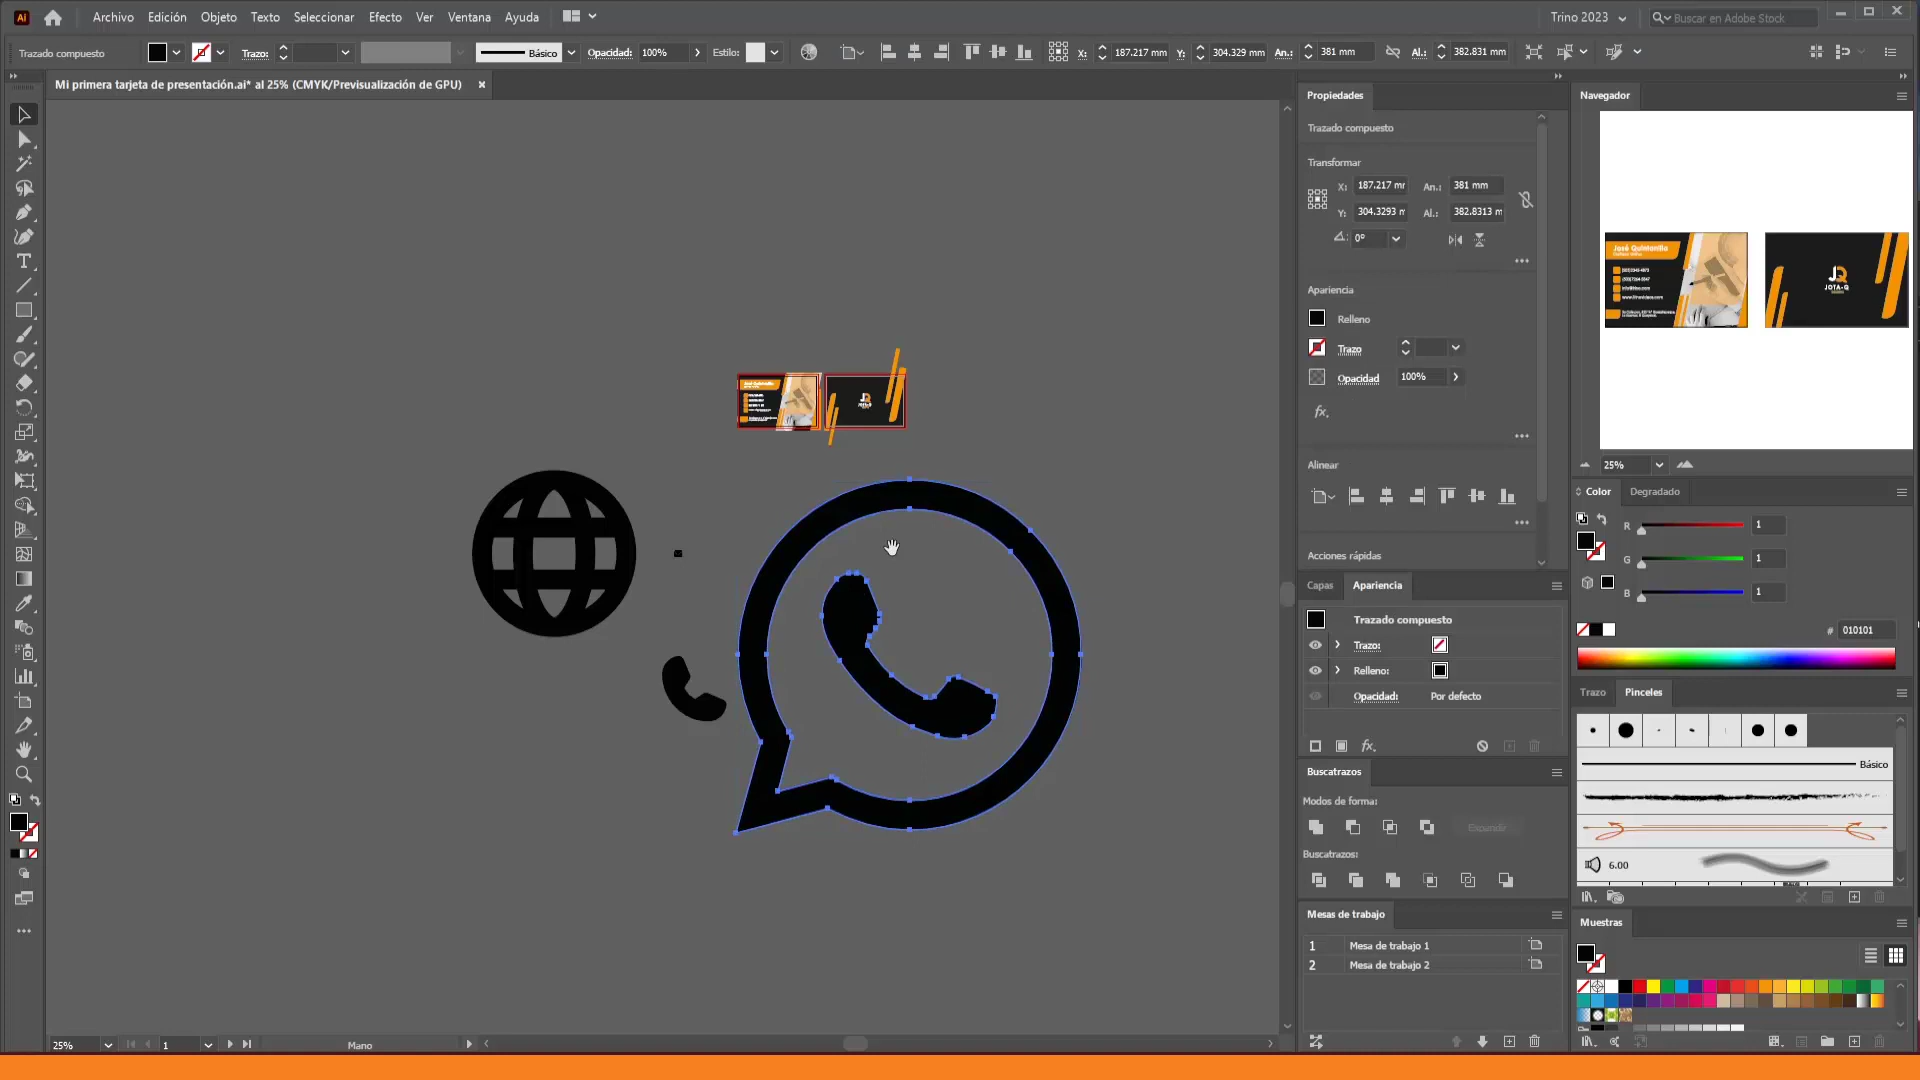 Ai
Archivo
Edición
Objeto
Texto
Seleccionar
Efecto
Ver
Ventana
Ayuda
Trino 2023
Buscar en Adobe Stock
Trazado compuesto
Trazo:
Básico
Opacidad:
100%
Estilo:
X:
187.217 mm
Y:
304.329 mm
An.:
381 mm
Al.:
382.831 mm
Mi primera tarjeta de presentación.ai* al 25% (CMYK/Previsualización de GPU)
Propiedades
Trazado compuesto
Transformar
X:
187.217 mr
An.:
381 mm
Y:
304.3293 m
Al.:
382.8313 m
0°
Apariencia
Relleno
Trazo
Opacidad
100%
fx.
Alinear
Acciones rápidas
Capas
Apariencia
Trazado compuesto
Trazo:
Relleno:
Opacidad:
Por defecto
fx.
Buscatrazos
Modos de forma:
Expandir
Buscatrazos:
Mesas de trabajo
1
Mesa de trabajo 1
2
Mesa de trabajo 2
Navegador
José Quintanilla
JQ
JOTA-Q
25%
Color
Degradado
R
1
G
1
B
1
#
010101
Trazo
Pinceles
Básico
6.00
Muestras
25%
1
Mano